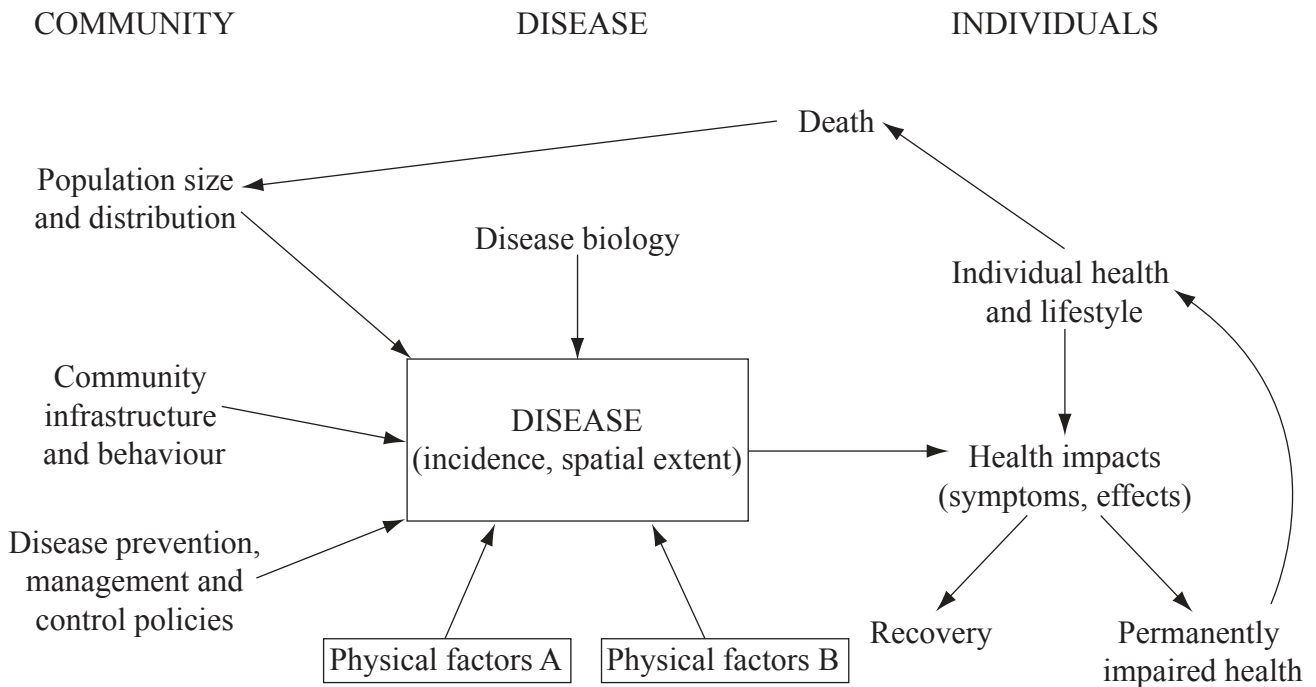 COMMUNITY
DISEASE
INDIVIDUALS
Death
Population size
and distribution
Disease biology
Individual health
and lifestyle
Community
infrastructure
and behaviour
DISEASE
(incidence, spatial extent)
Health impacts
(symptoms, effects)
Disease prevention,
management and
control policies
Physical factors A
Physical factors B
Recovery
Permanently
impaired health